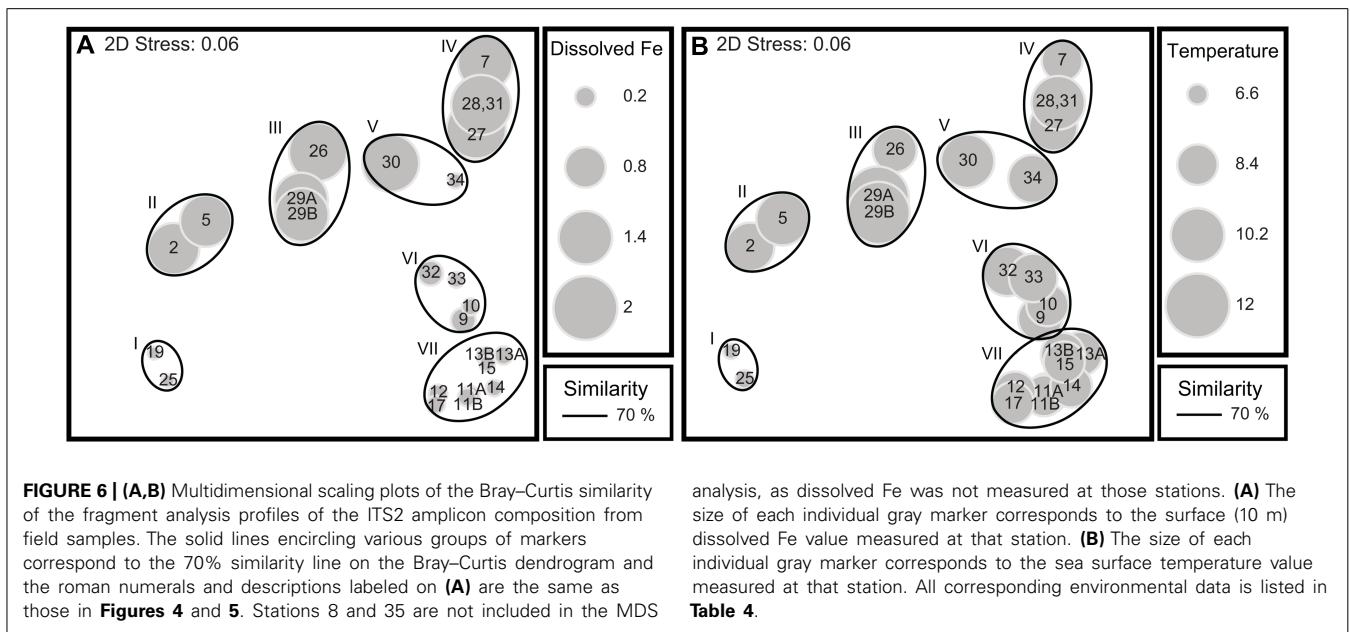 A 2D Stress: 0.06
IV
7
28,31
27
III
V
26
30
34
29A
29B
II
5
2
VI
32
33
10
9
I
19
25
VII
13B 13A
15
12
11A 14
17
11B
Dissolved Fe
0.2
0.8
1.4
2
Similarity
70 %
B 2D Stress: 0.06
IV
7
28,31
27
III
V
26
30
34
29A
29B
II
5
2
VI
32
33
10
9
I
19
25
VII
13B 13A
15
12
11A 14
17
11B
Temperature
6.6
8.4
10.2
12
Similarity
70 %
FIGURE 6 | (A,B) Multidimensional scaling plots of the Bray–Curtis similarity
of the fragment analysis profiles of the ITS2 amplicon composition from
field samples. The solid lines encircling various groups of markers
correspond to the 70% similarity line on the Bray–Curtis dendrogram and
the roman numerals and descriptions labeled on (A) are the same as
those in Figures 4 and 5. Stations 8 and 35 are not included in the MDS
analysis, as dissolved Fe was not measured at those stations. (A) The
size of each individual gray marker corresponds to the surface (10 m)
dissolved Fe value measured at that station. (B) The size of each
individual gray marker corresponds to the sea surface temperature value
measured at that station. All corresponding environmental data is listed in
Table 4.